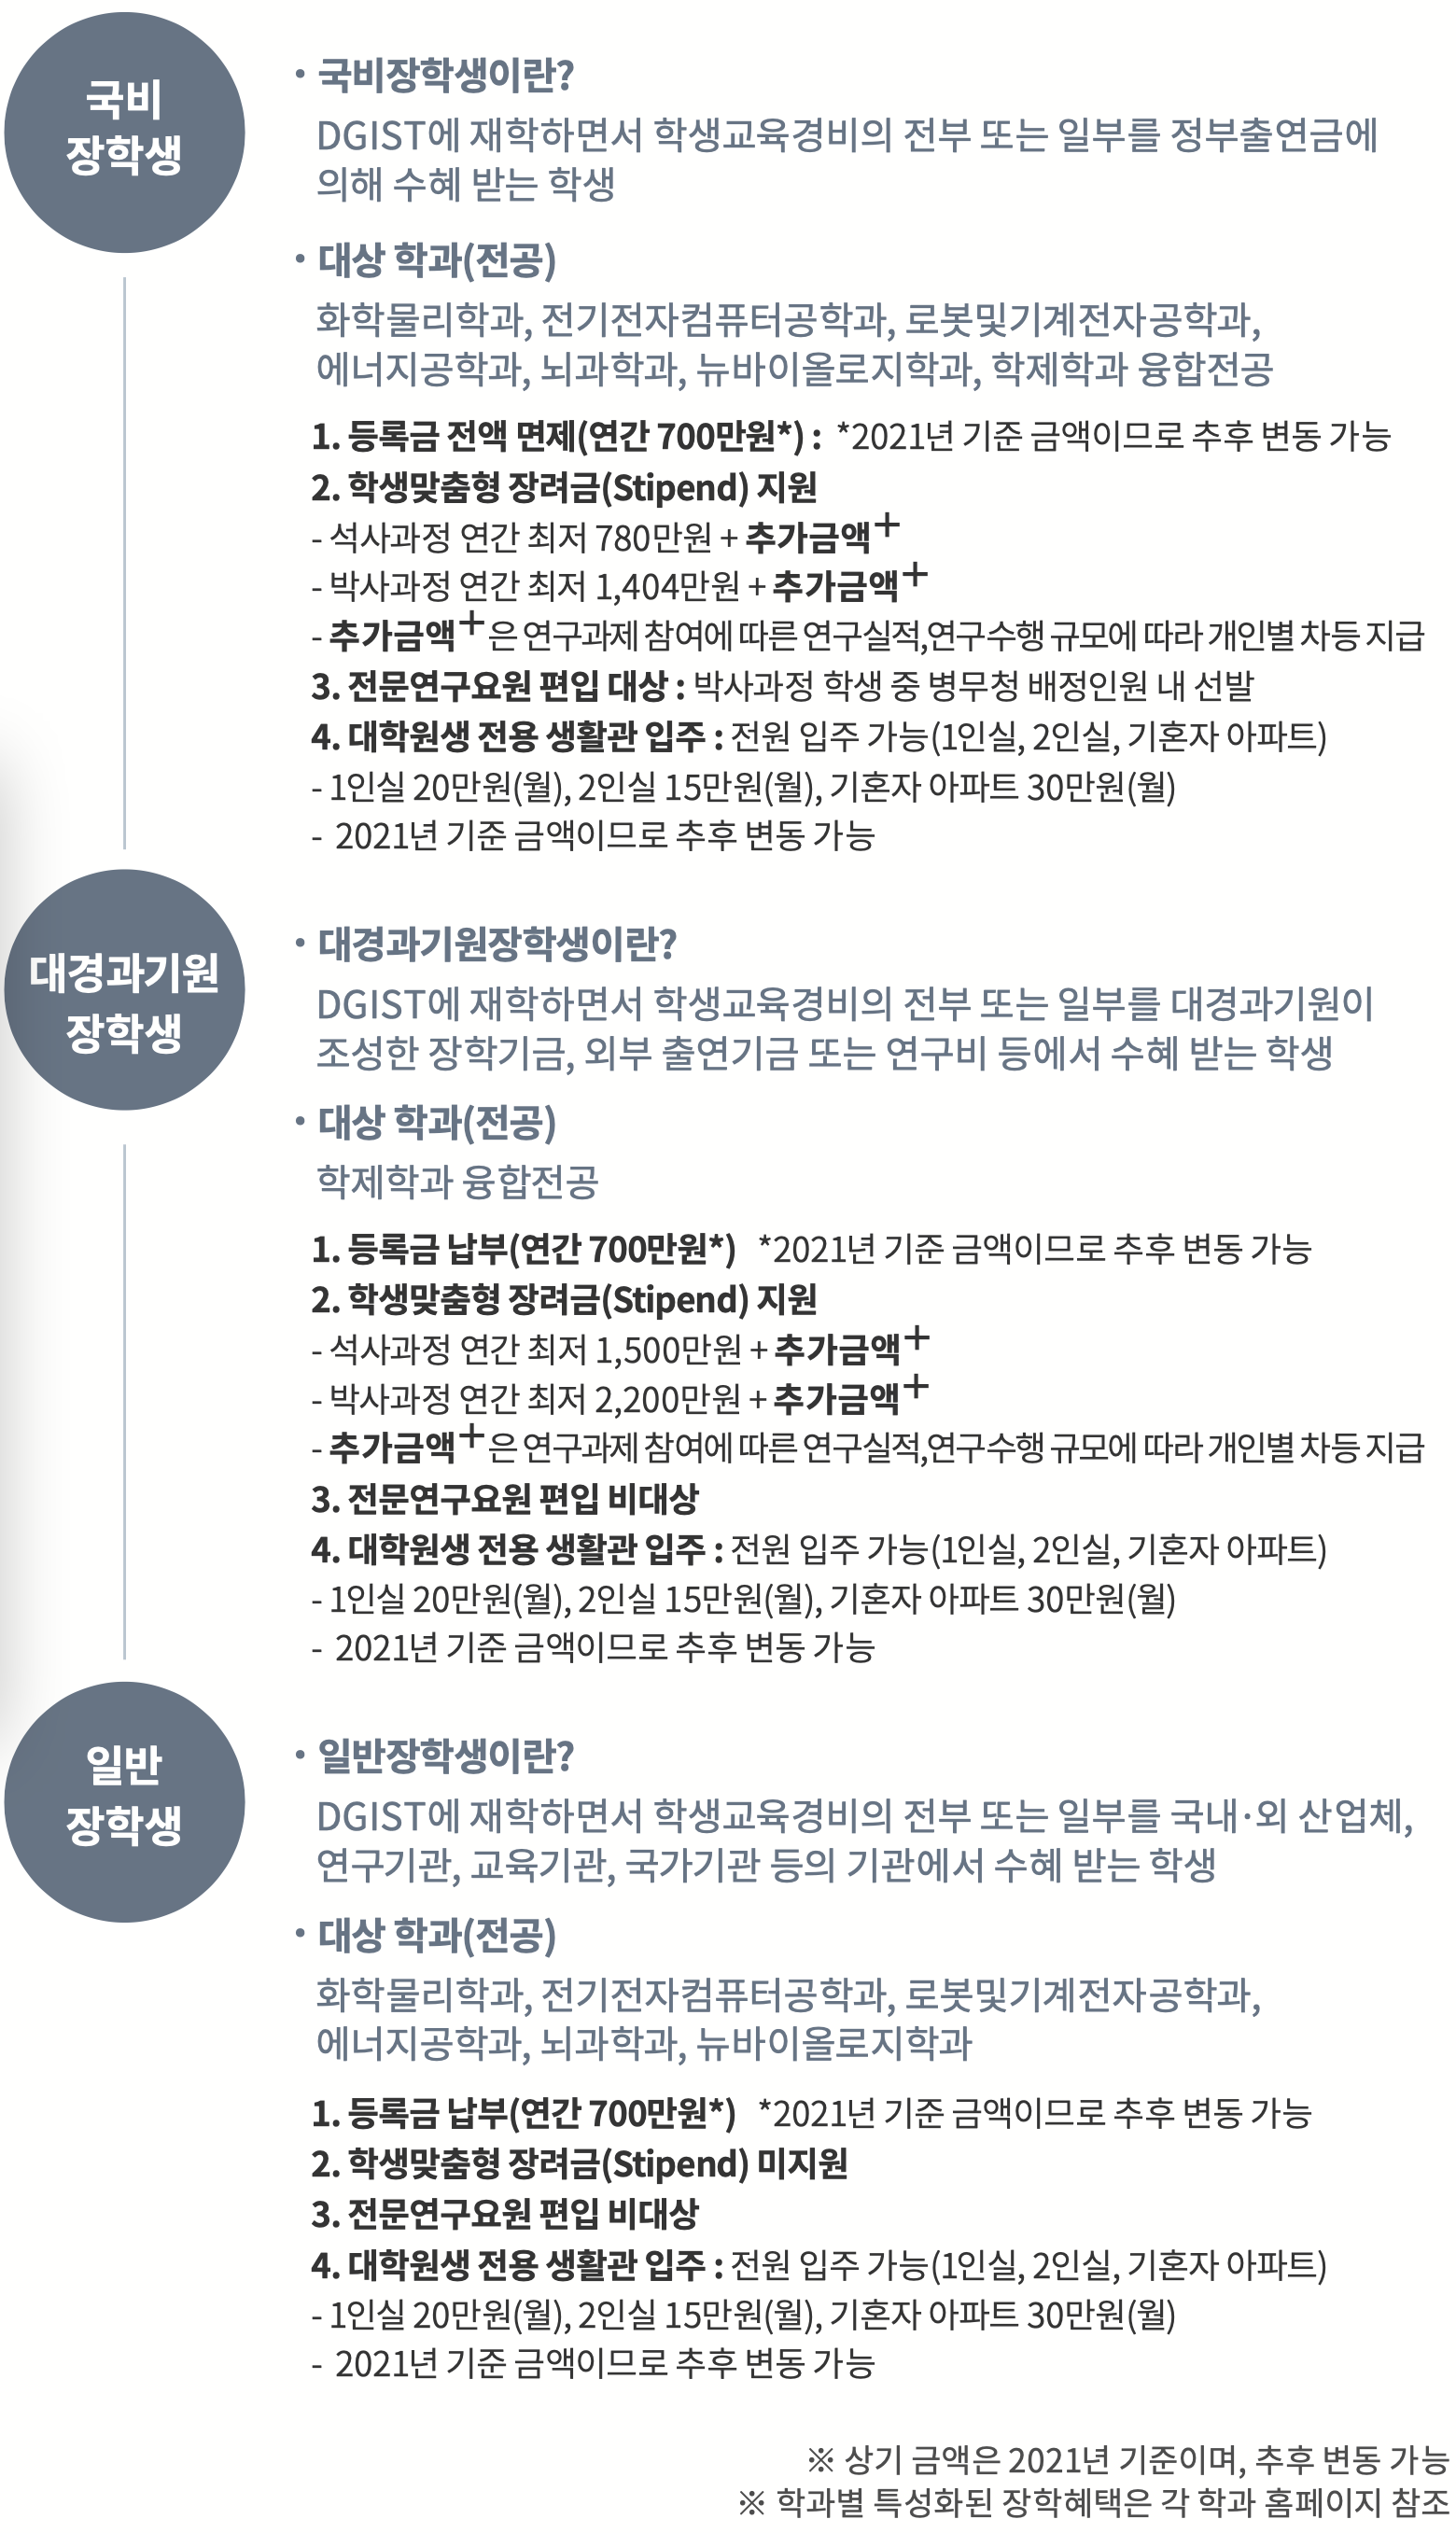 국비
장학생
· 국비장학생이란?
DGIST에 재학하면서 학생교육경비의 전부 또는 일부를 정부출연금에
의해 수혜 받는 학생
· 대상 학과(전공)
화학물리학과, 전기전자컴퓨터공학과, 로봇및기계전자공학과,
에너지공학과, 뇌과학과, 뉴바이올로지학과, 학제학과 융합전공
1. 등록금 전액 면제(연간 700만원*) : *2021년 기준 금액이므로 추후 변동 가능
2. 학생맞춤형 장려금(Stipend) 지원
- 석사과정 연간 최저 780만원 + 추가금액+
- 박사과정 연간 최저 1,404만원 + 추가금액+
- 추가금액+은 연구과제 참여에 따른 연구실적,연구수행 규모에 따라 개인별 차등 지급
3. 전문연구요원 편입 대상 : 박사과정 학생 중 병무청 배정인원 내 선발
4. 대학원생 전용 생활관 입주 : 전원 입주 가능(1인실, 2인실, 기혼자 아파트)
- 1인실 20만원(월), 2인실 15만원(월), 기혼자 아파트 30만원(월)
- 2021년 기준 금액이므로 추후 변동 가능
대경과기원
장학생
· 대경과기원장학생이란?
DGIST에 재학하면서 학생교육경비의 전부 또는 일부를 대경과기원이
조성한 장학기금, 외부 출연기금 또는 연구비 등에서 수혜 받는 학생
· 대상 학과(전공)
학제학과 융합전공
1. 등록금 납부(연간 700만원*) *2021년 기준 금액이므로 추후 변동 가능
2. 학생맞춤형 장려금(Stipend) 지원
- 석사과정 연간 최저 1,500만원 + 추가금액+
- 박사과정 연간 최저 2,200만원 + 추가금액+
- 추가금액+은 연구과제 참여에 따른 연구실적,연구수행 규모에 따라 개인별 차등 지급
3. 전문연구요원 편입 비대상
4. 대학원생 전용 생활관 입주 : 전원 입주 가능(1인실, 2인실, 기혼자 아파트)
- 1인실 20만원(월), 2인실 15만원(월), 기혼자 아파트 30만원(월)
- 2021년 기준 금액이므로 추후 변동 가능
일반
장학생
· 일반장학생이란?
DGIST에 재학하면서 학생교육경비의 전부 또는 일부를 국내·외 산업체,
연구기관, 교육기관, 국가기관 등의 기관에서 수혜 받는 학생
· 대상 학과(전공)
화학물리학과, 전기전자컴퓨터공학과, 로봇및기계전자공학과,
에너지공학과, 뇌과학과, 뉴바이올로지학과
1. 등록금 납부(연간 700만원*) *2021년 기준 금액이므로 추후 변동 가능
2. 학생맞춤형 장려금(Stipend) 미지원
3. 전문연구요원 편입 비대상
4. 대학원생 전용 생활관 입주 : 전원 입주 가능(1인실, 2인실, 기혼자 아파트)
- 1인실 20만원(월), 2인실 15만원(월), 기혼자 아파트 30만원(월)
- 2021년 기준 금액이므로 추후 변동 가능
※ 상기 금액은 2021년 기준이며, 추후 변동 가능
※ 학과별 특성화된 장학혜택은 각 학과 홈페이지 참조